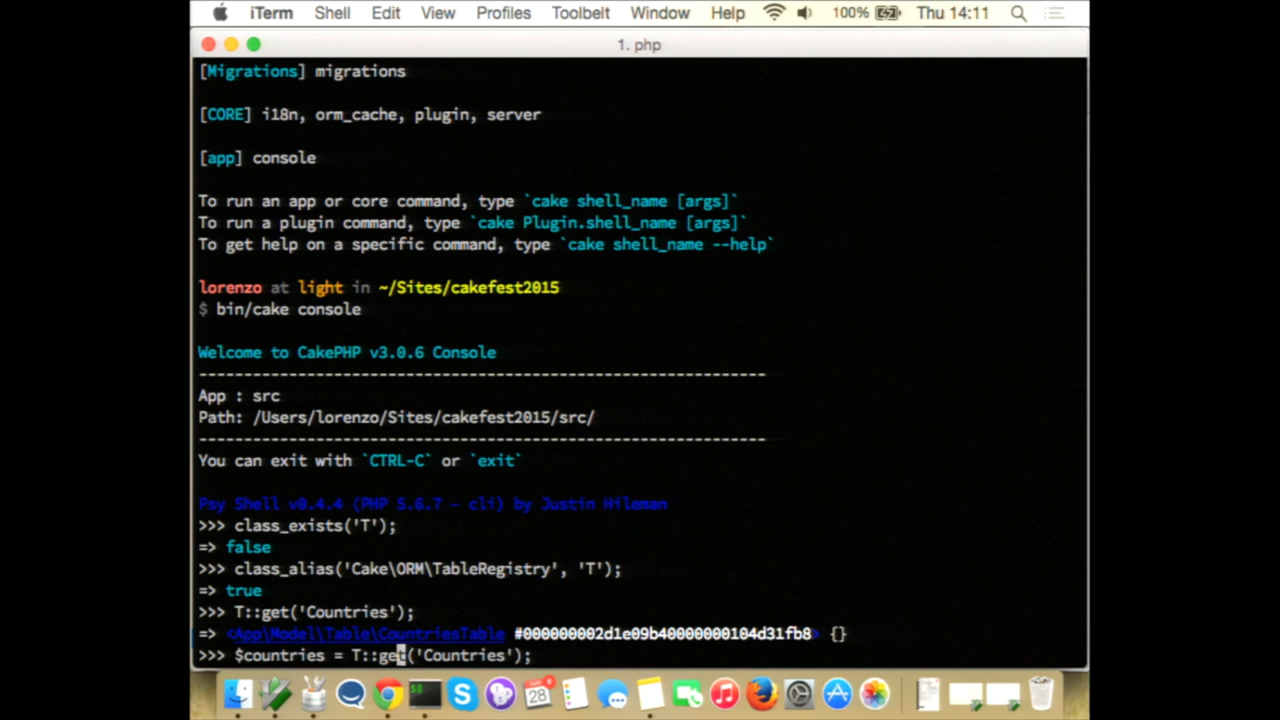 iTerm Shell Edit View Profiles Toolbelt Window Help 100% Thu 14:11
1. php
[Migrations] migrations
[CORE] i18n, orm_cache, plugin, server
[app] console
To run an app or core command, type `cake shell_name [args]`
To run a plugin command, type `cake Plugin.shell_name [args]`
To get help on a specific command, type `cake shell_name --help`
lorenzo at light in ~/Sites/cakefest2015
$ bin/cake console
Welcome to CakePHP v3.0.6 Console
---------------------------------------------------------------
App : src
Path: /Users/lorenzo/Sites/cakefest2015/src/
---------------------------------------------------------------
You can exit with `CTRL-C` or `exit`
Psy Shell v0.4.4 (PHP 5.6.7 — cli) by Justin Hileman
>>> class_exists('T');
=> false
>>> class_alias('Cake\ORM\TableRegistry', 'T');
=> true
>>> T::get('Countries');
=> <App\Model\Table\CountriesTable #000000002d1e09b40000000104d31fb8> {}
>>> $countries = T::get('Countries');
28